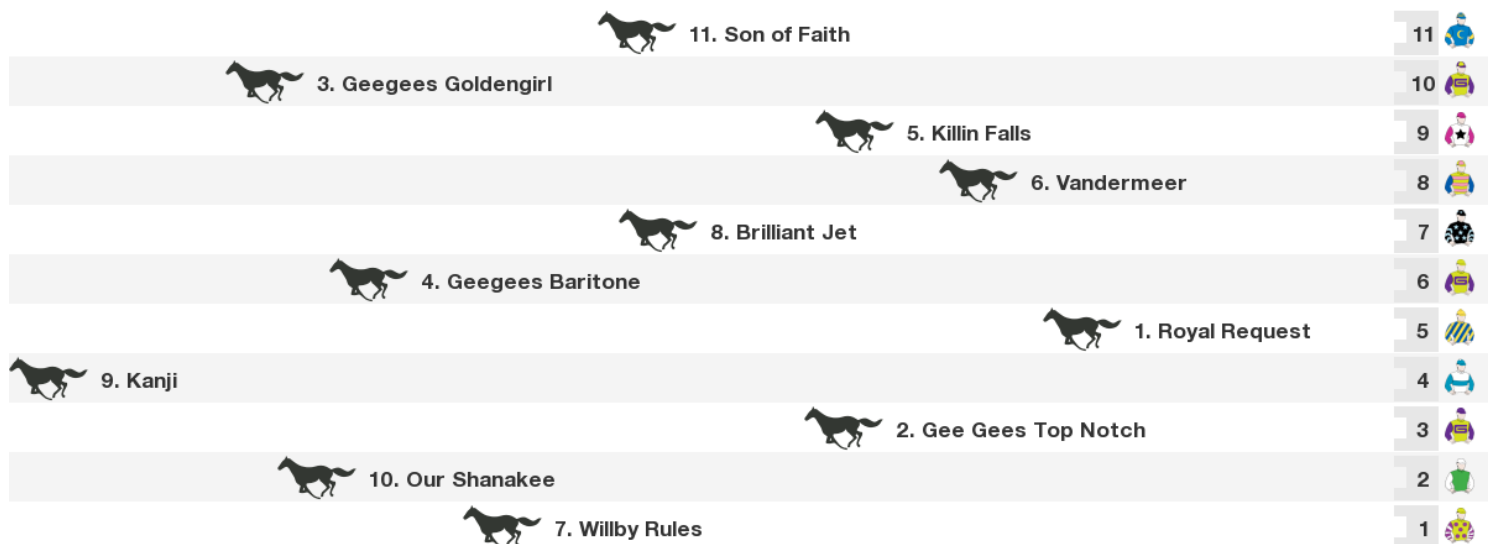 11. Son of Faith 11
3. Geegees Goldengirl 10
5. Killin Falls 9
6. Vandermeer 8
8. Brilliant Jet 7
4. Geegees Baritone 6
1. Royal Request 5
9. Kanji 4
2. Gee Gees Top Notch 3
10. Our Shanakee 2
7. Willby Rules 1